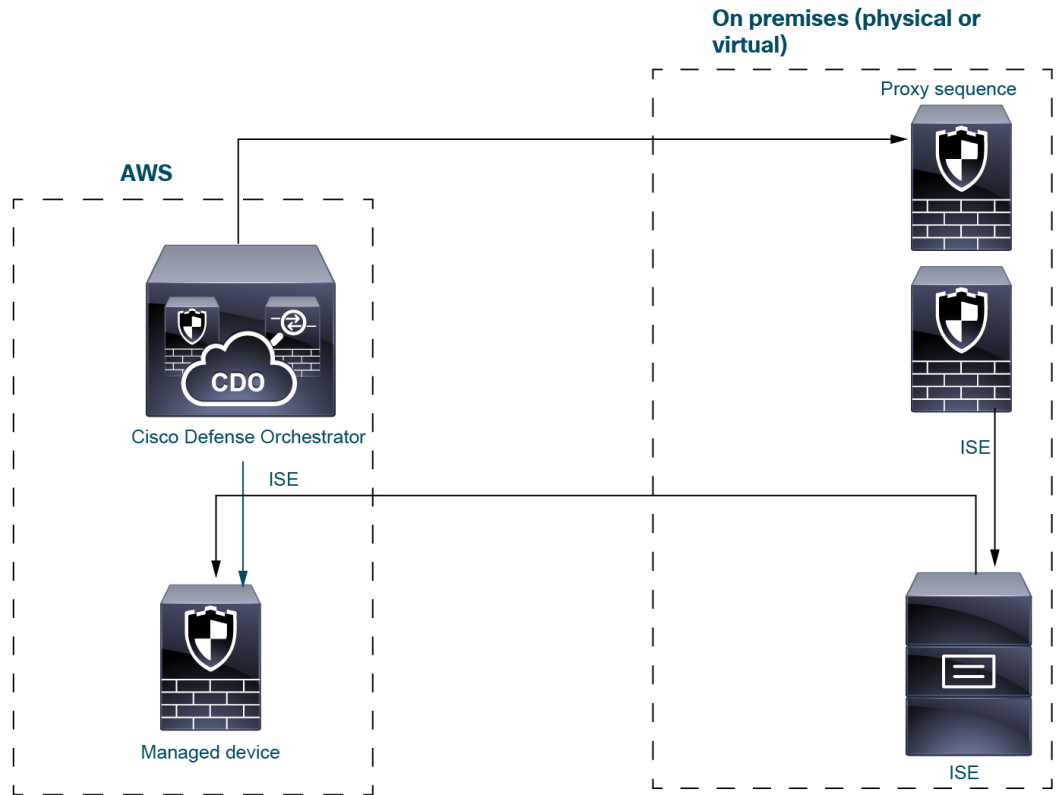 On premises (physical or
virtual)
Proxy sequence
AWS
CDO
Cisco Defense Orchestrator
ISE
ISE
Managed device
ISE